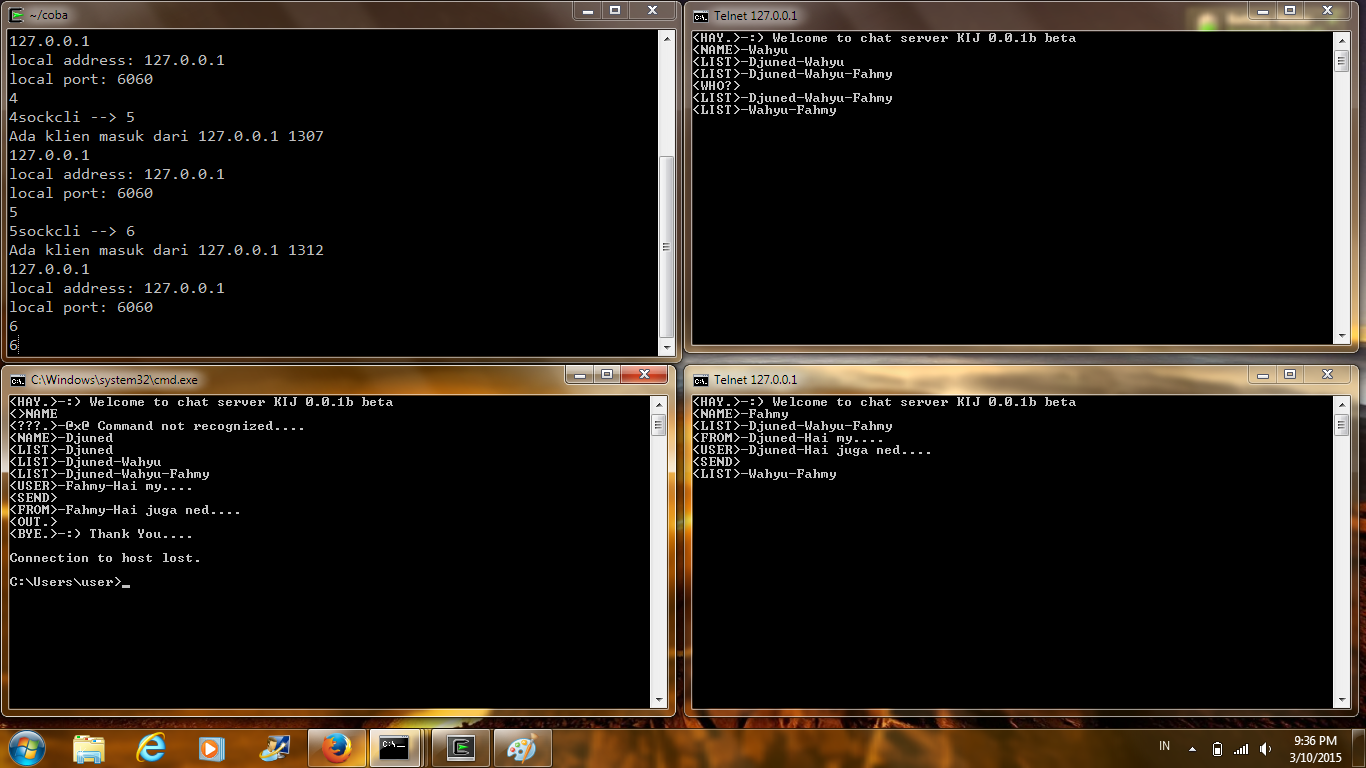 ~/coba
127.0.0.1
local address: 127.0.0.1
local port: 6060
4
4sockcli --> 5
Ada klien masuk dari 127.0.0.1 1307
127.0.0.1
local address: 127.0.0.1
local port: 6060
5
5sockcli --> 6
Ada klien masuk dari 127.0.0.1 1312
127.0.0.1
local address: 127.0.0.1
local port: 6060
6
6
Telnet 127.0.0.1
<HAY.>-:) Welcome to chat server KIJ 0.0.1b beta
<NAME>-Wahyu
<LIST>-Djuned-Wahyu
<LIST>-Djuned-Wahyu-Fahmy
<WHO?>
<LIST>-Djuned-Wahyu-Fahmy
<LIST>-Wahyu-Fahmy
C:\Windows\system32\cmd.exe
<HAY.>-:) Welcome to chat server KIJ 0.0.1b beta
<>NAME
<???.>-@x@ Command not recognized....
<NAME>-Djuned
<LIST>-Djuned
<LIST>-Djuned-Wahyu
<LIST>-Djuned-Wahyu-Fahmy
<USER>-Fahmy-Hai my....
<SEND>
<FROM>-Fahmy-Hai juga ned....
<OUT.>
<BYE.>-:) Thank You....
Connection to host lost.
C:\Users\user>_
Telnet 127.0.0.1
<HAY.>-:) Welcome to chat server KIJ 0.0.1b beta
<NAME>-Fahmy
<LIST>-Djuned-Wahyu-Fahmy
<FROM>-Djuned-Hai my....
<USER>-Djuned-Hai juga ned....
<SEND>
<LIST>-Wahyu-Fahmy
IN
9:36 PM
3/10/2015